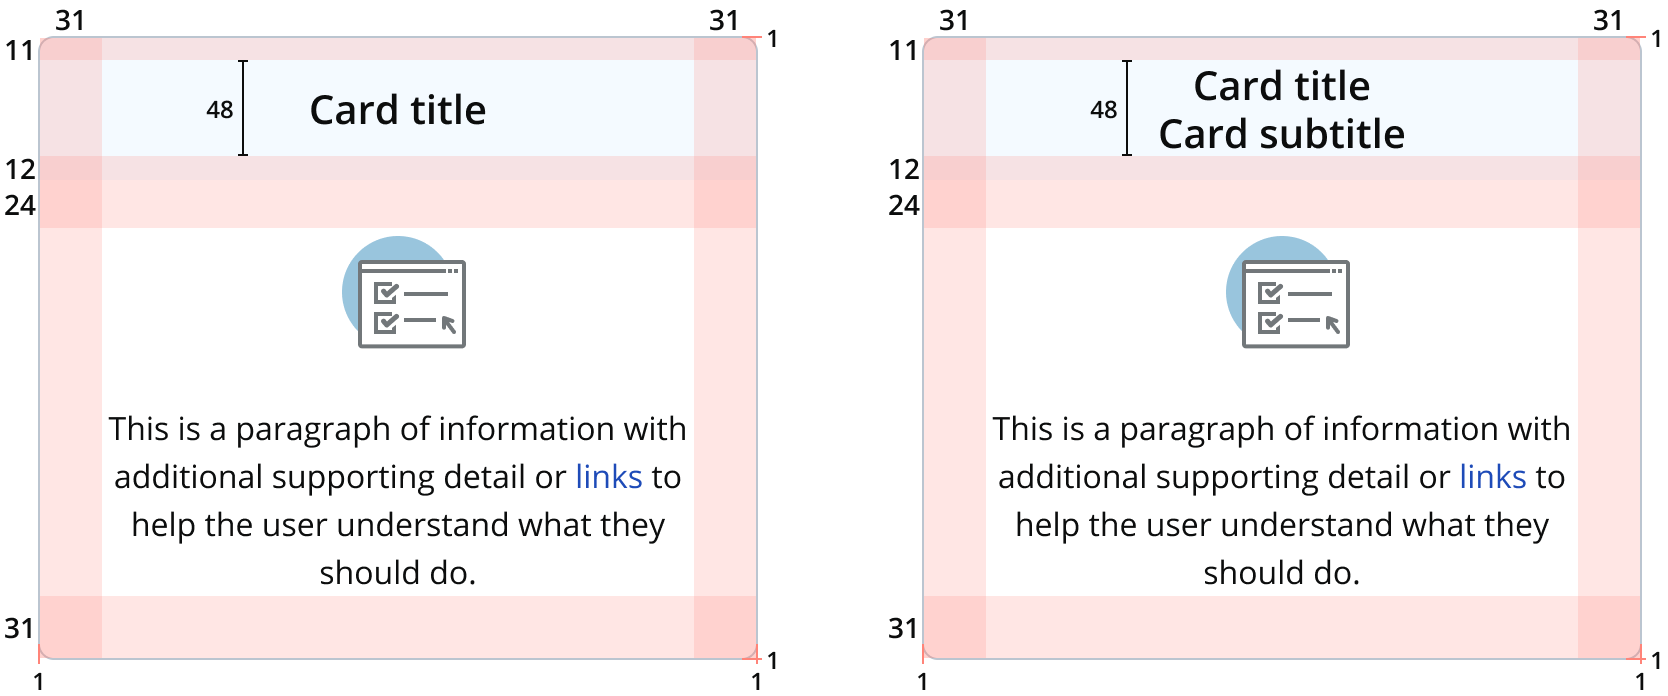 31 31 31 31
11 1 11 1
48 Card title 48 Card title
Card subtitle
12 12
24 24
This is a paragraph of information with
additional supporting detail or links to
help the user understand what they
should do.
This is a paragraph of information with
additional supporting detail or links to
help the user understand what they
should do.
31 31
1 1
1 1 1 1